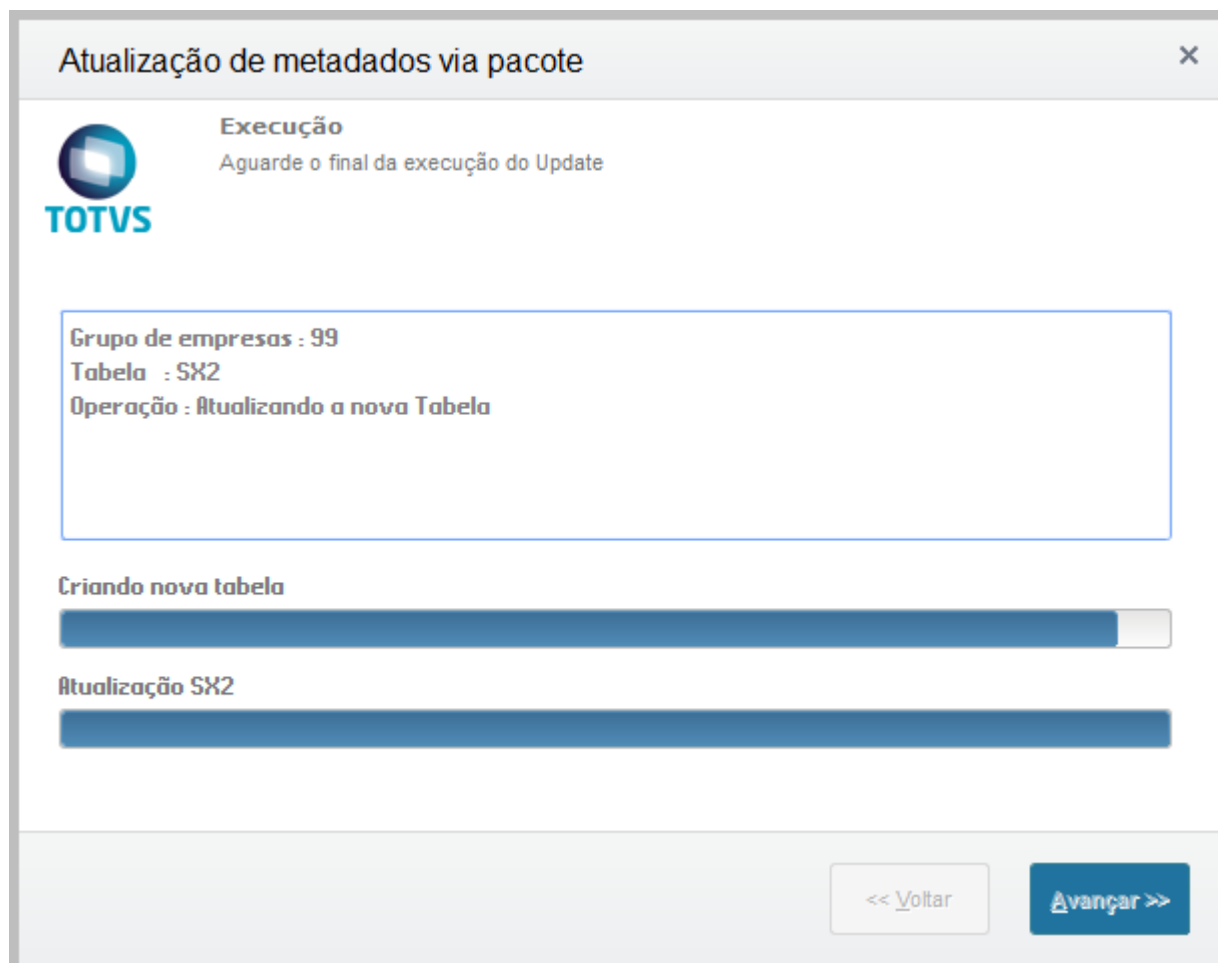 Atualização de metadados via pacote
×
Execução
Aguarde o final da execução do Update
TOTVS
Grupo de empresas : 99
Tabela : SX2
Operação : Atualizando a nova Tabela
Criando nova tabela
Atualização SX2
<< Voltar
Avançar >>